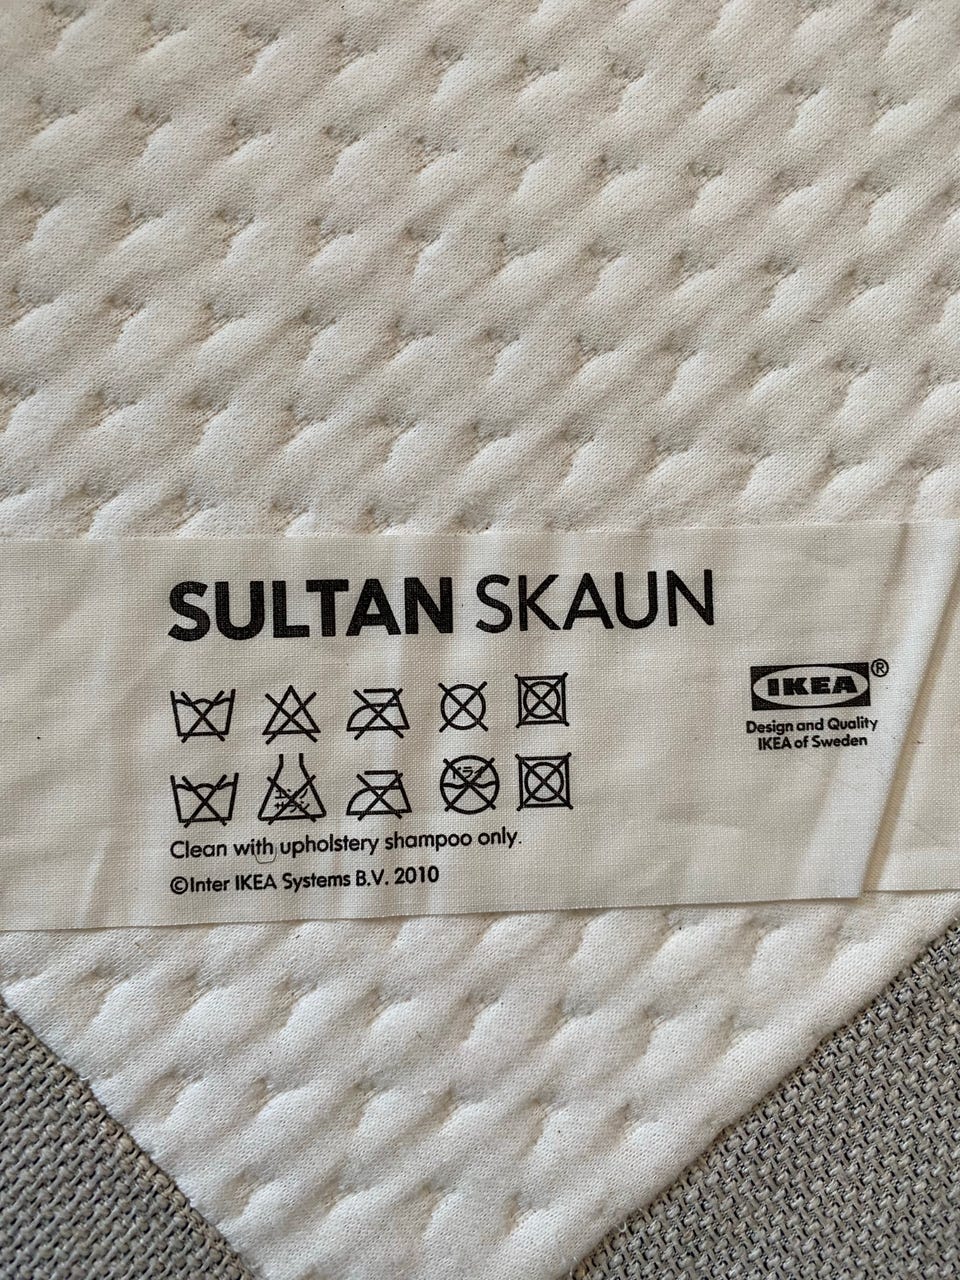 SULTAN SKAUN
IKEA®
Design and Quality
IKEA of Sweden
Clean with upholstery shampoo only.
©Inter IKEA Systems B.V. 2010